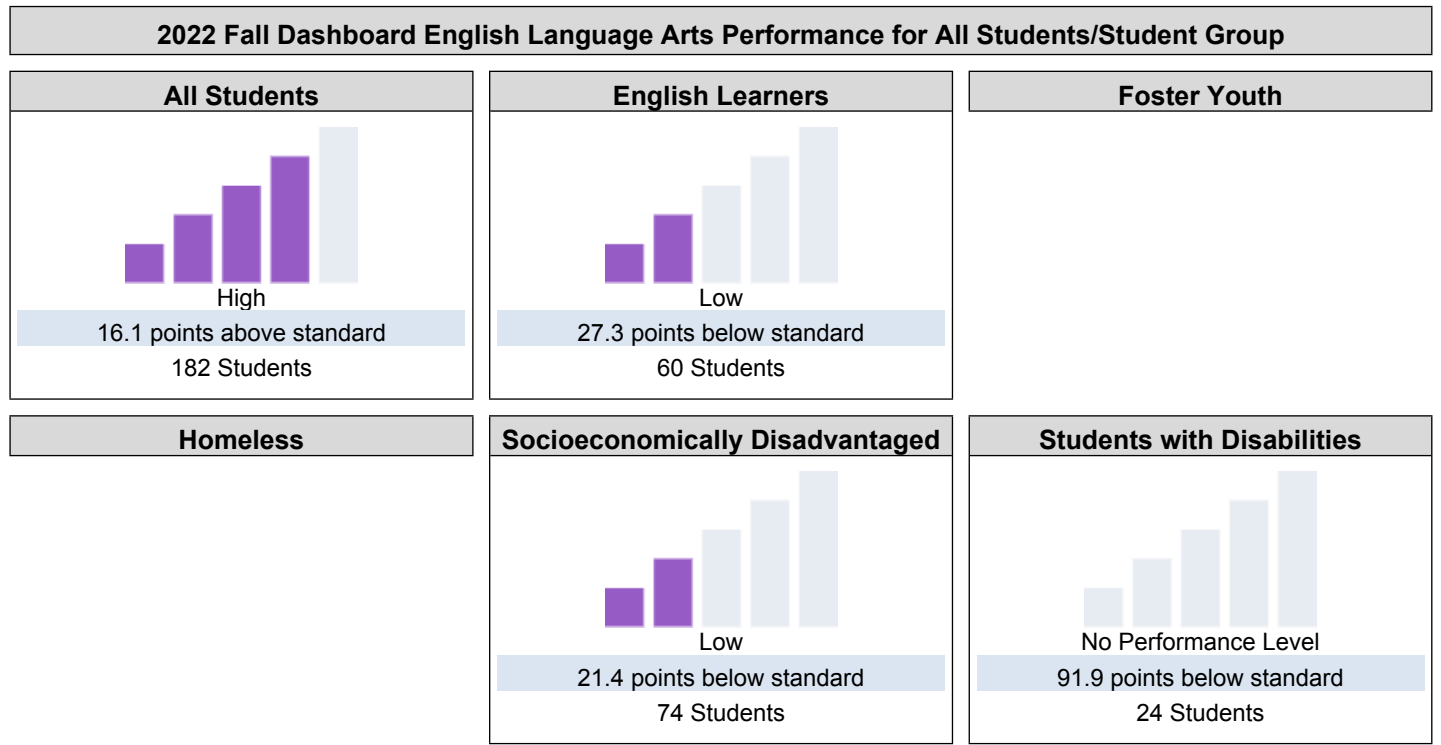 2022 Fall Dashboard English Language Arts Performance for All Students/Student Group
All Students
High
16.1 points above standard
182 Students
English Learners
Low
27.3 points below standard
60 Students
Foster Youth
Homeless
Socioeconomically Disadvantaged
Low
21.4 points below standard
74 Students
Students with Disabilities
No Performance Level
91.9 points below standard
24 Students